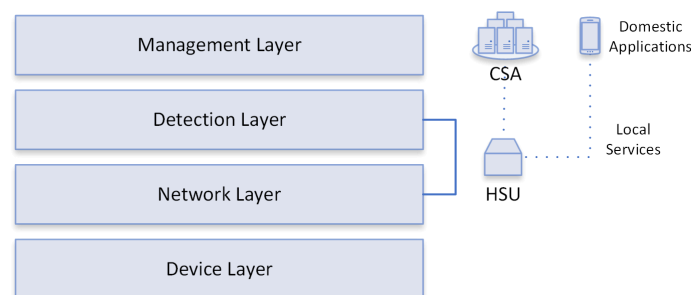 Management Layer
Detection Layer
Network Layer
Device Layer
CSA
HSU
Domestic
Applications
Local
Services